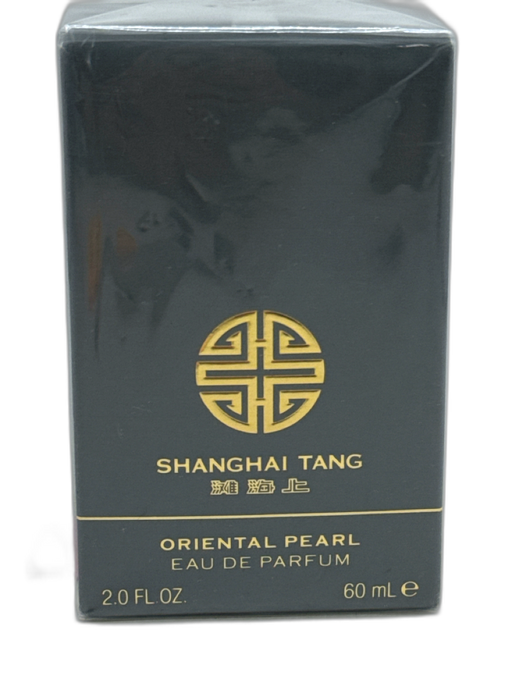 SHANGHAI TANG
灘海上
ORIENTAL PEARL
EAU DE PARFUM
2.0 FL.OZ. 60 mL ℮